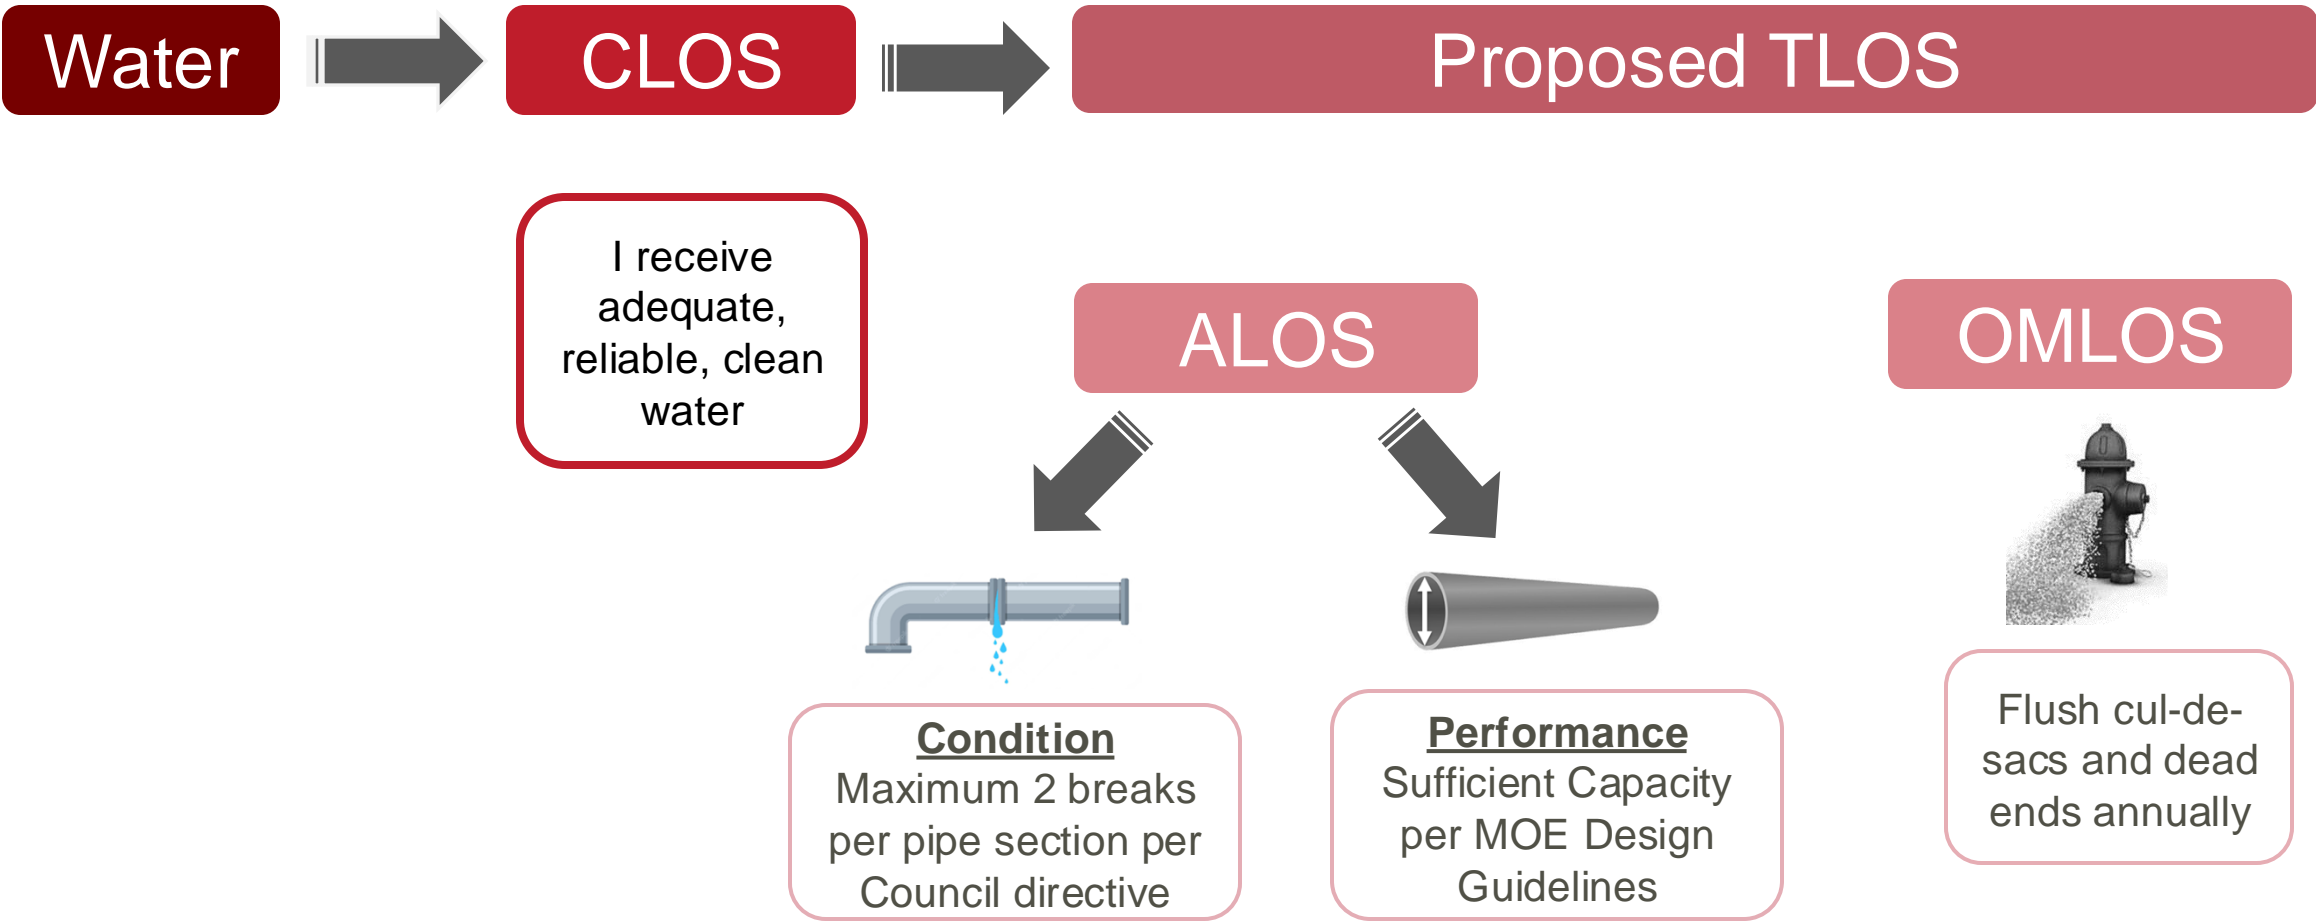 Water
CLOS
Proposed TLOS
I receive
adequate,
reliable, clean
water
ALOS
OMLOS
Condition
Maximum 2 breaks
per pipe section per
Council directive
Performance
Sufficient Capacity
per MOE Design
Guidelines
Flush cul-de-
sacs and dead
ends annually